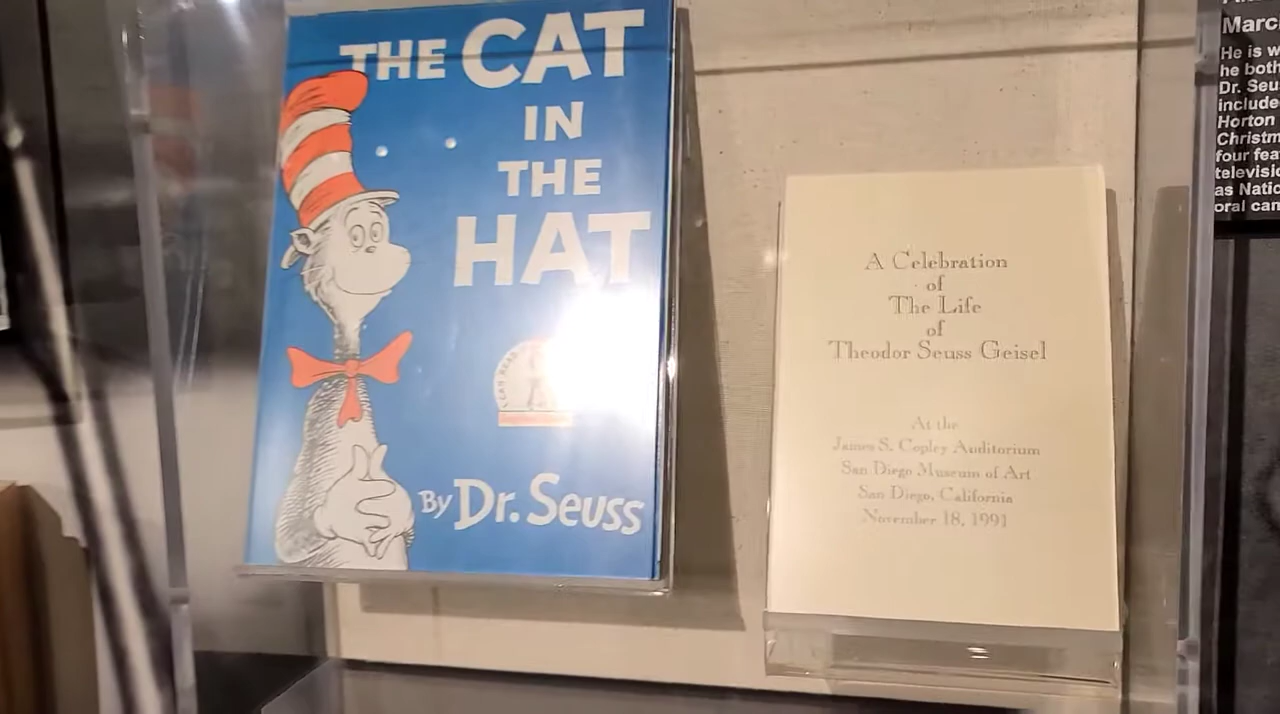 THE CAT
IN
THE
HAT
By Dr. Seuss
A Celebration
of
The Life
of
Theodor Seuss Geisel
At the
James S. Copley Auditorium
San Diego Museum of Art
San Diego, California
November 18, 1991
Marc
He is w
he both
Dr. Seu
include
Horton
Christm
four fea
televisio
as Natio
oral can